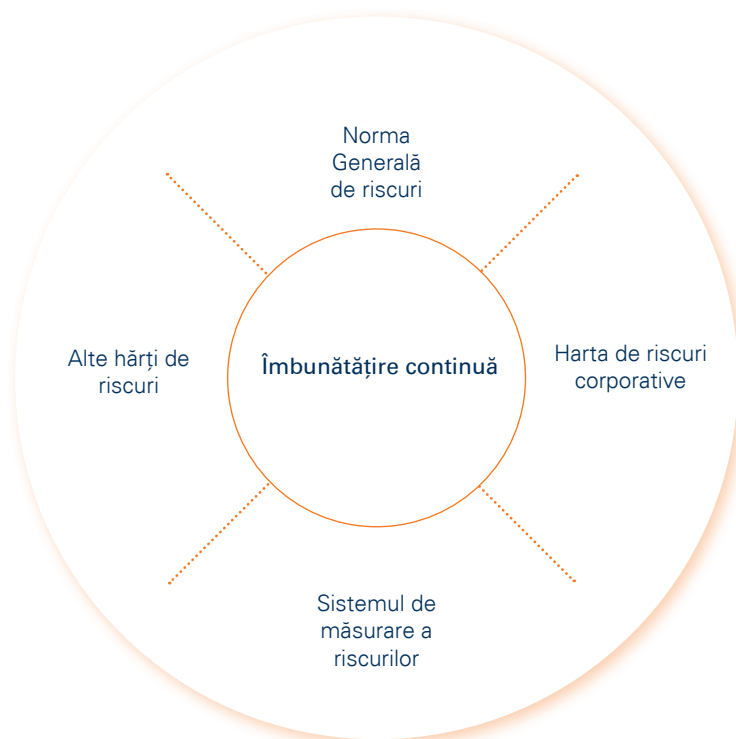 Norma
Generală
de riscuri
Alte hărți de
riscuri
Îmbunătățire continuă
Harta de riscuri
corporative
Sistemul de
măsurare a
riscurilor